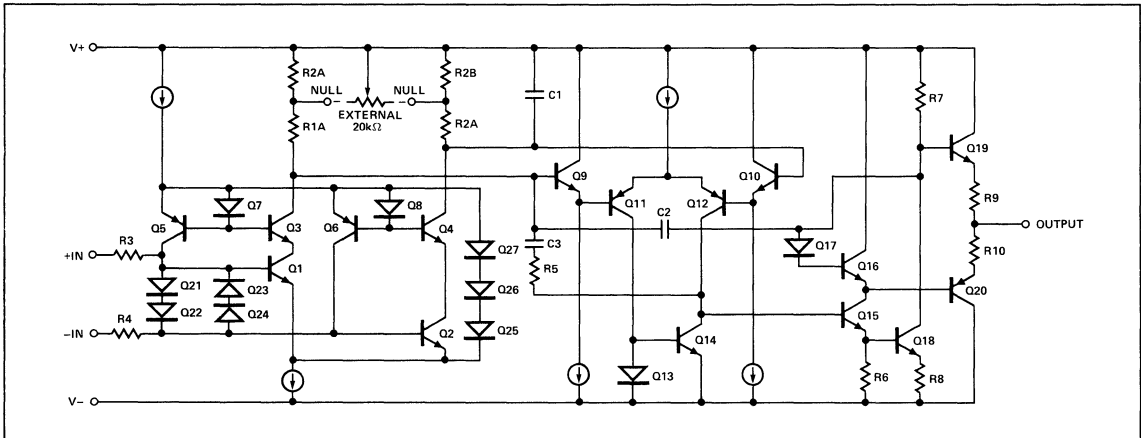 V+
R2A
NULL
NULL
R2B
EXTERNAL
20kΩ
R1A
R2A
C1
R7
Q9
Q10
Q19
Q11
Q12
R9
OUTPUT
Q7
Q8
Q5
Q3
Q6
Q4
C2
C3
R5
Q17
Q16
R10
Q20
Q27
R3
+IN
Q1
Q21
Q23
Q26
Q22
Q24
Q15
R4
-IN
Q2
Q25
Q14
Q18
Q13
R6
R8
V-